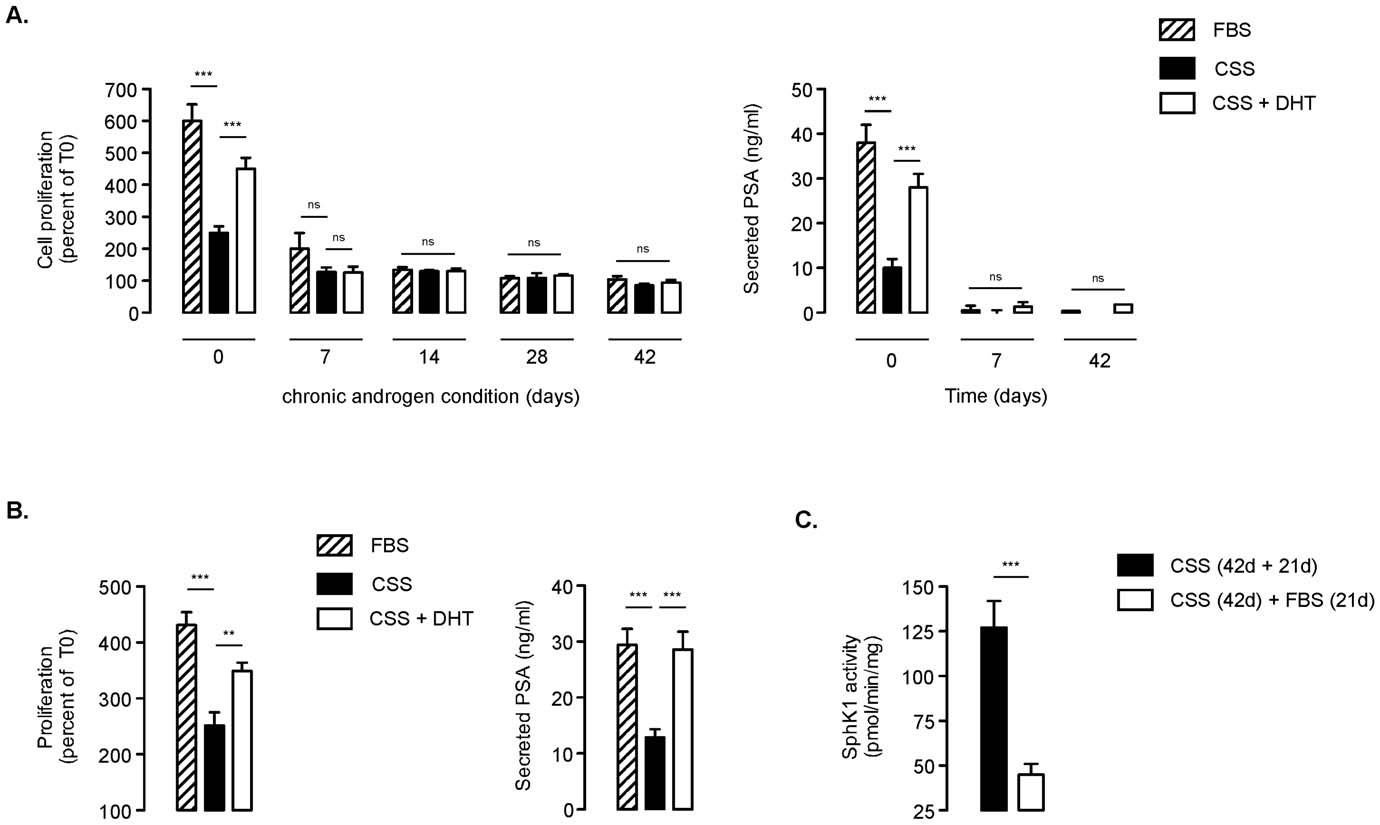 A.
FBS
CSS
CSS + DHT
Cell proliferation
(percent of T0)
700
600
500
400
300
200
100
0
***
***
ns
ns
ns
ns
ns
0
7
14
28
42
chronic androgen condition (days)
Secreted PSA (ng/ml)
50
40
30
20
10
0
***
***
ns
ns
0
7
42
Time (days)
B.
FBS
CSS
CSS + DHT
Proliferation
(percent of T0)
500
400
300
200
100
***
**
Secreted PSA (ng/ml)
40
30
20
10
0
***
***
C.
CSS (42d + 21d)
CSS (42d) + FBS (21d)
SphK1 activity
(pmol/min/mg)
150
125
100
75
50
25
***